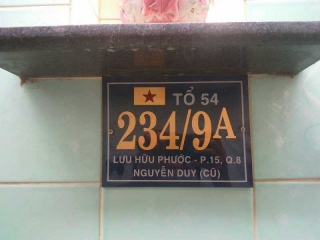 TỔ 54
234/9A
LƯU HỮU PHƯỚC - P.15, Q.8
NGUYỄN DUY (CŨ)